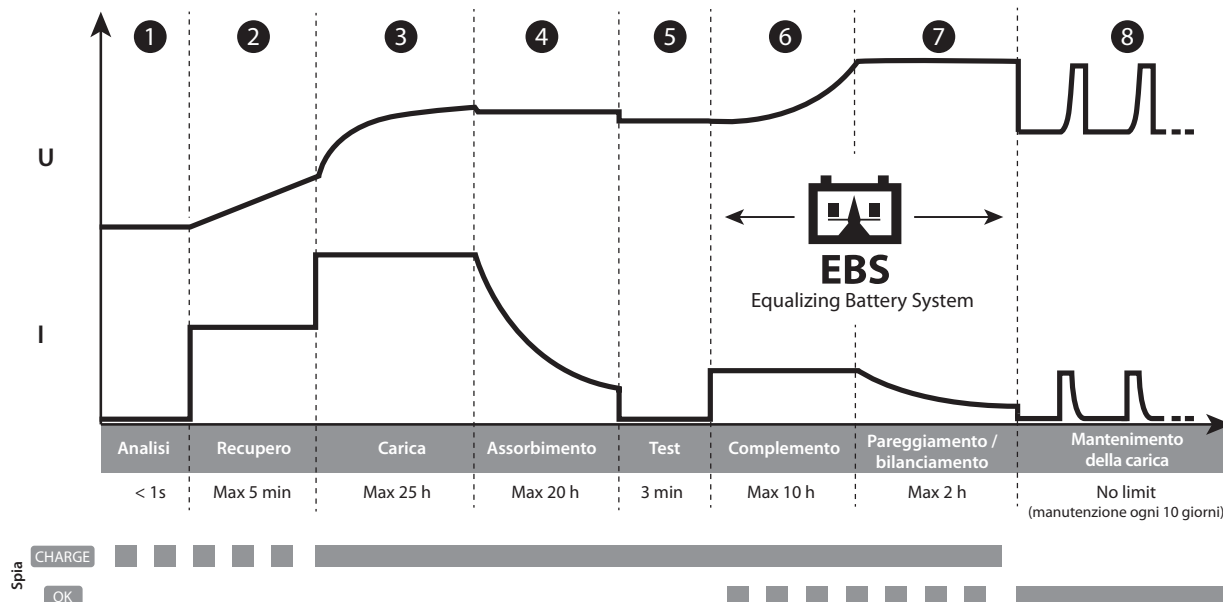 1 2 3 4 5 6 7 8
U
EBS
Equalizing Battery System
I
Analisi Recupero Carica Assorbimento Test Complemento Pareggiamento / bilanciamento Mantenimento della carica
< 1s Max 5 min Max 25 h Max 20 h 3 min Max 10 h Max 2 h No limit
(manutenzione ogni 10 giorni)
Spia
CHARGE
OK